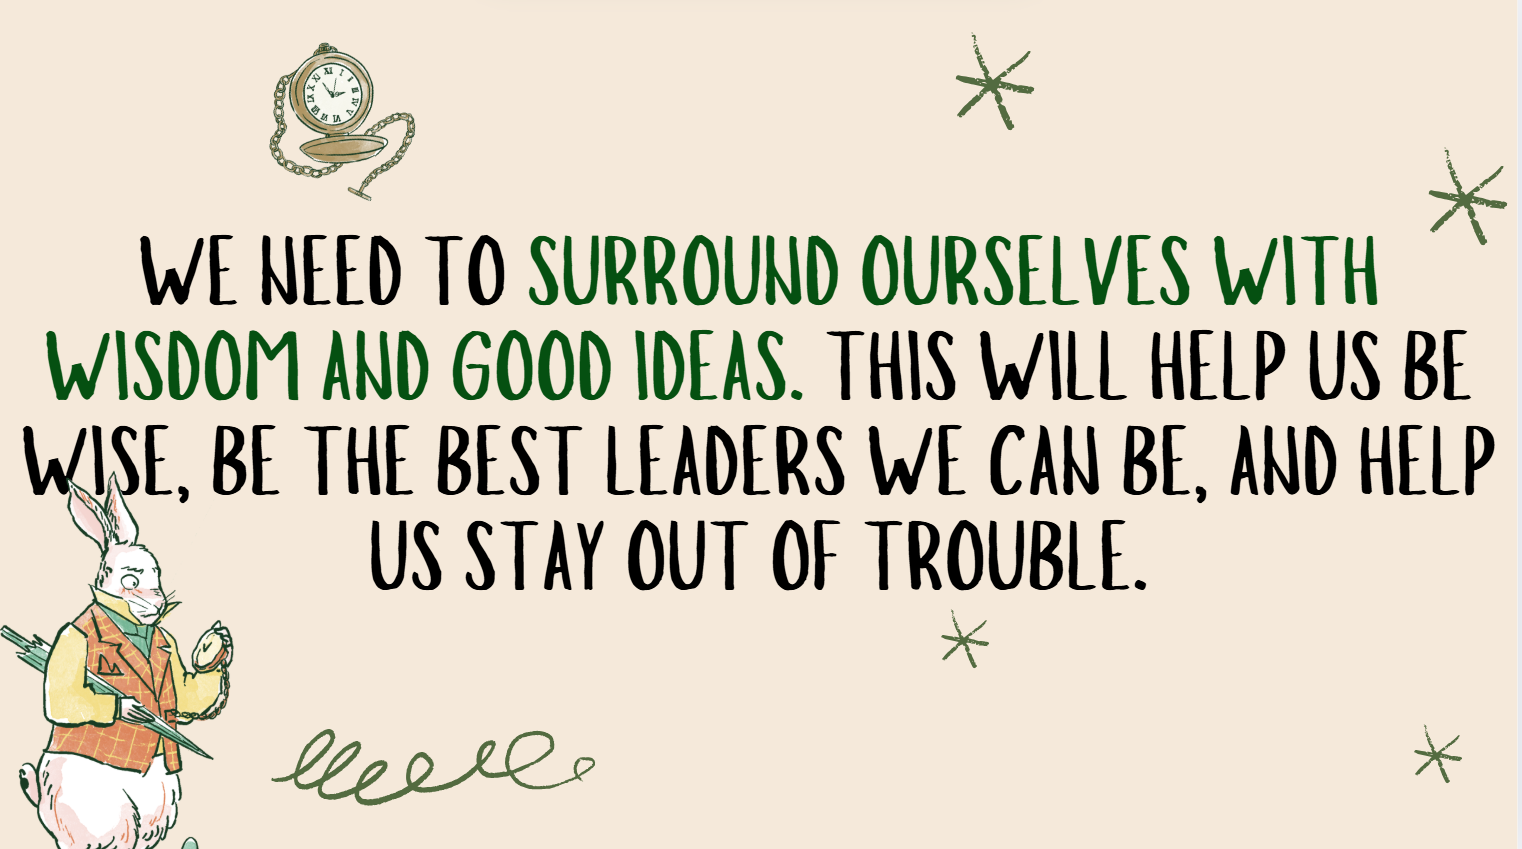 WE NEED TO SURROUND OURSELVES WITH
WISDOM AND GOOD IDEAS. THIS WILL HELP US BE
WISE, BE THE BEST LEADERS WE CAN BE, AND HELP
US STAY OUT OF TROUBLE.